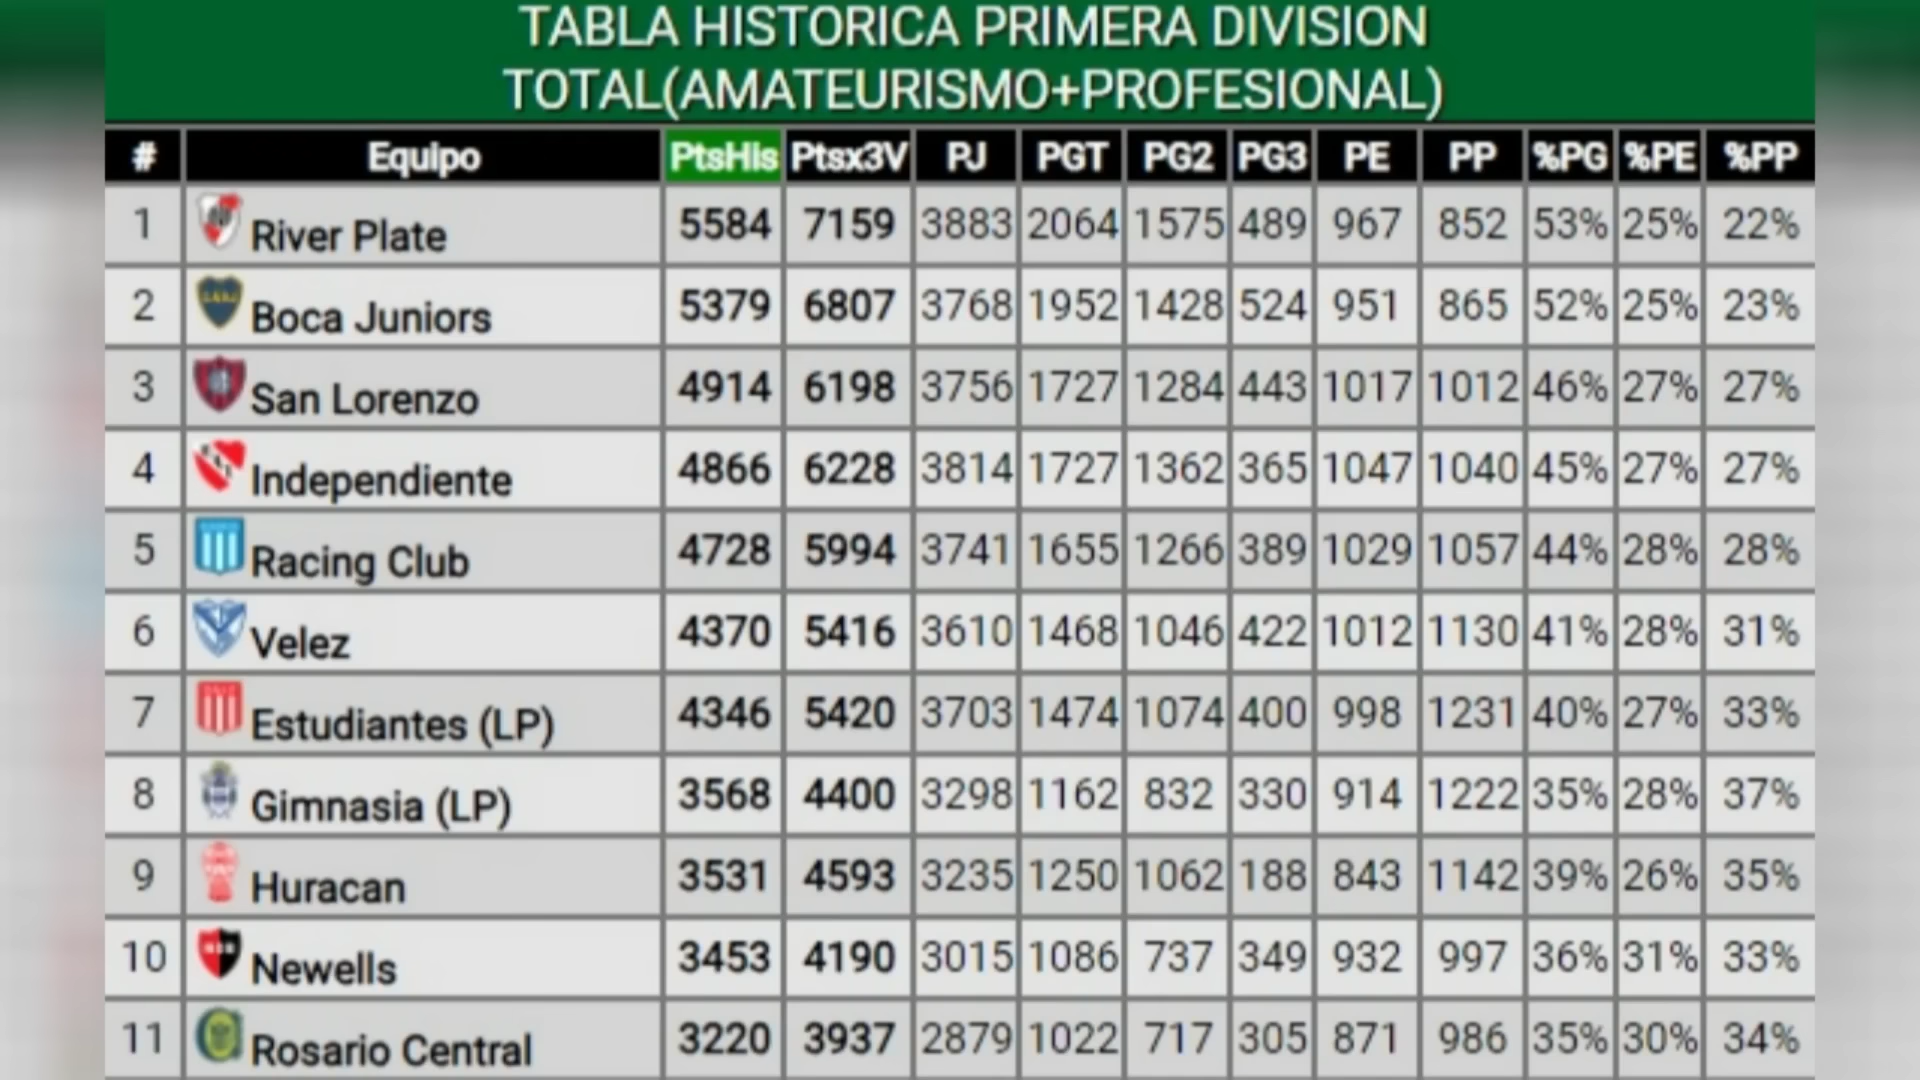 TABLA HISTORICA PRIMERA DIVISION
TOTAL(AMATEURISMO+PROFESIONAL)
# Equipo PtsHis Ptsx3V PJ PGT PG2 PG3 PE PP %PG %PE %PP
1 River Plate 5584 7159 3883 2064 1575 489 967 852 53% 25% 22%
2 Boca Juniors 5379 6807 3768 1952 1428 524 951 865 52% 25% 23%
3 San Lorenzo 4914 6198 3756 1727 1284 443 1017 1012 46% 27% 27%
4 Independiente 4866 6228 3814 1727 1362 365 1047 1040 45% 27% 27%
5 Racing Club 4728 5994 3741 1655 1266 389 1029 1057 44% 28% 28%
6 Velez 4370 5416 3610 1468 1046 422 1012 1130 41% 28% 31%
7 Estudiantes (LP) 4346 5420 3703 1474 1074 400 998 1231 40% 27% 33%
8 Gimnasia (LP) 3568 4400 3298 1162 832 330 914 1222 35% 28% 37%
9 Huracan 3531 4593 3235 1250 1062 188 843 1142 39% 26% 35%
10 Newells 3453 4190 3015 1086 737 349 932 997 36% 31% 33%
11 Rosario Central 3220 3937 2879 1022 717 305 871 986 35% 30% 34%